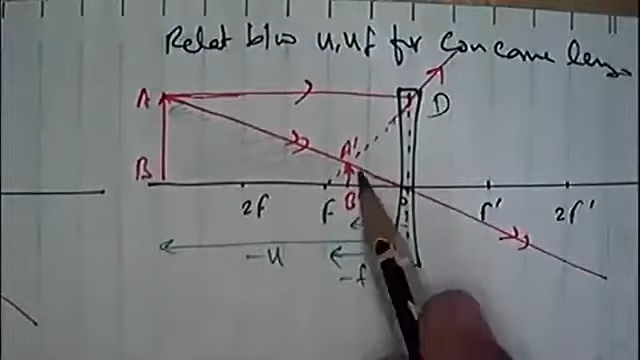 Relat b/w u, v f for Concave lens
A
D
A'
B
2f
f
B'
f'
2f'
-u
-f